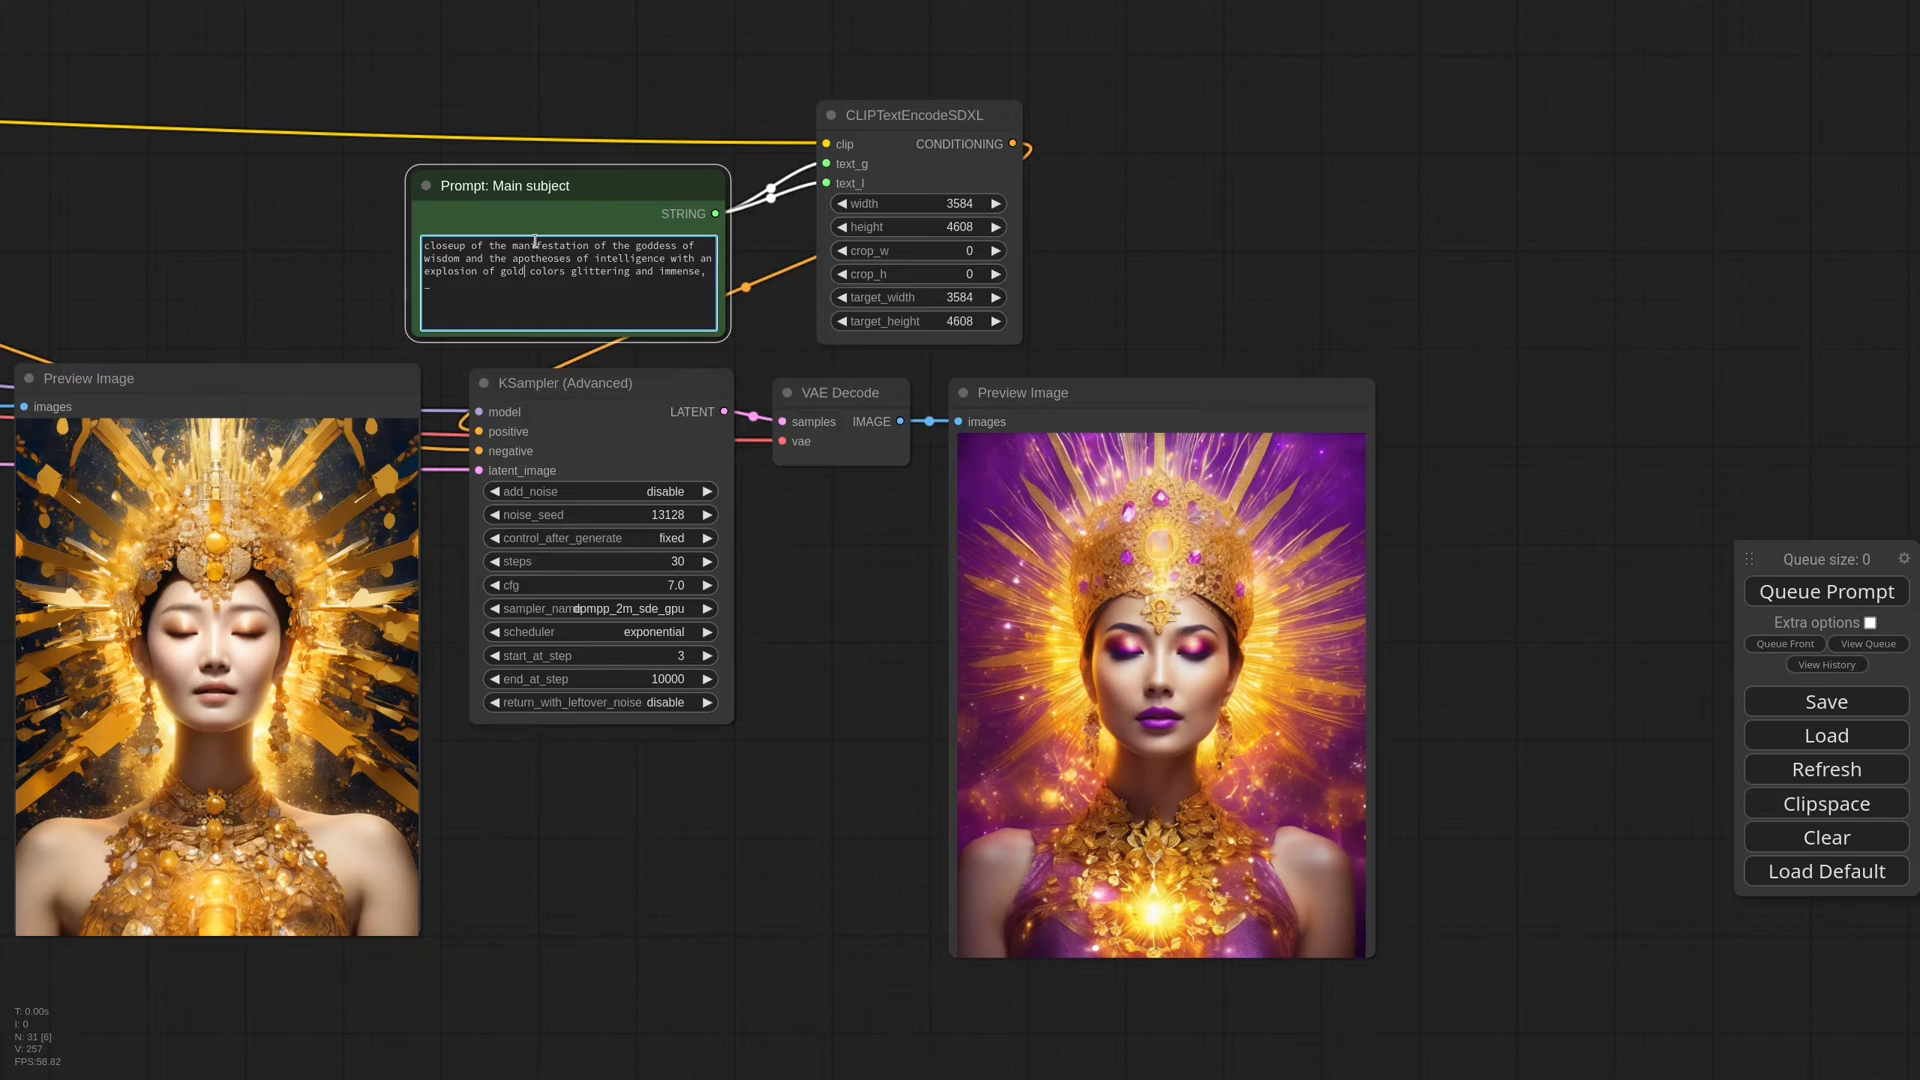 CLIPTextEncodeSDXL
clip CONDITIONING
text_g
text_l
width 3584
height 4608
crop_w 0
crop_h 0
target_width 3584
target_height 4608
Prompt: Main subject
STRING
closeup of the manifestation of the goddess of
wisdom and the apotheoses of intelligence with an
explosion of gold colors glittering and immense,
_
Preview Image
images
KSampler (Advanced)
model LATENT
positive
negative
latent_image
add_noise disable
noise_seed 13128
control_after_generate fixed
steps 30
cfg 7.0
sampler_name dpmpp_2m_sde_gpu
scheduler exponential
start_at_step 3
end_at_step 10000
return_with_leftover_noise disable
VAE Decode
samples IMAGE
vae
Preview Image
images
Queue size: 0
Queue Prompt
Extra options
Queue Front View Queue
View History
Save
Load
Refresh
Clipspace
Clear
Load Default
T: 0.00s
I: 0
N: 31 [6]
V: 257
FPS:58.82